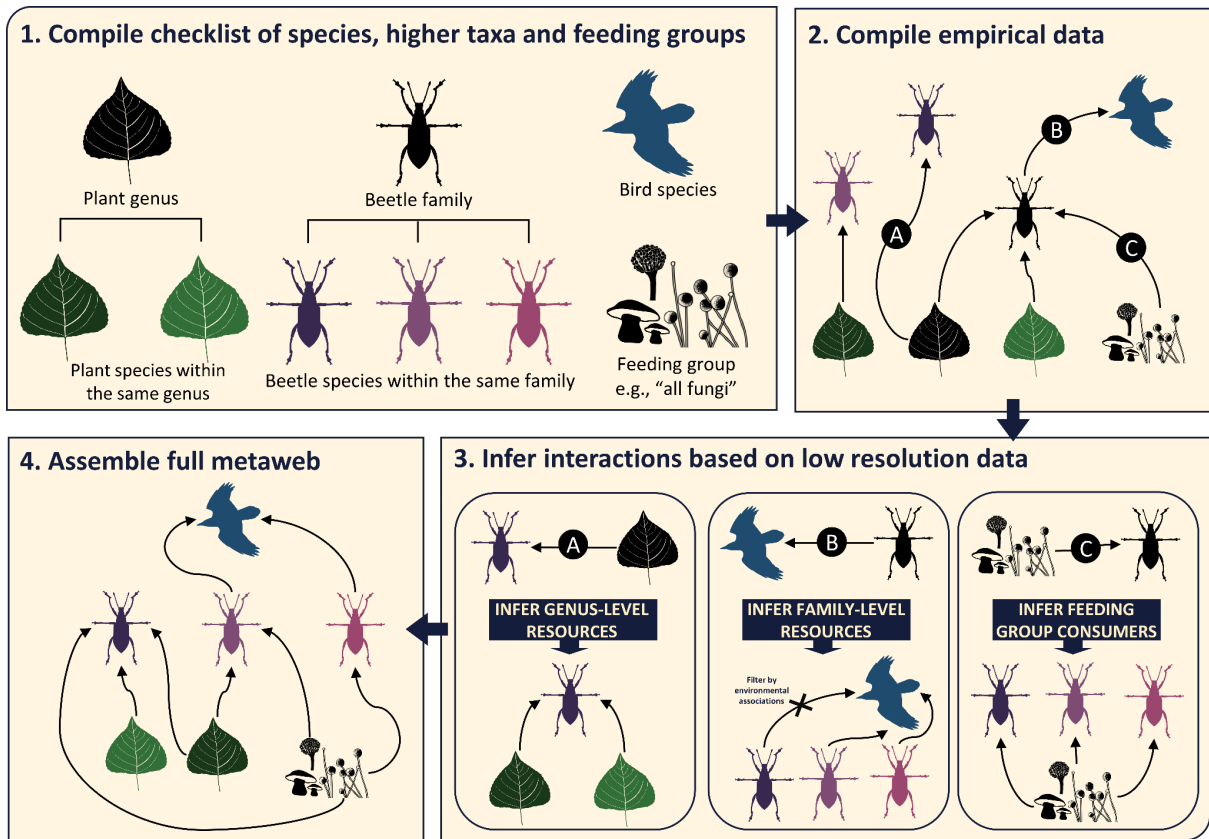 1. Compile checklist of species, higher taxa and feeding groups
Plant genus
Beetle family
Bird species
Plant species within
the same genus
Beetle species within the same family
Feeding group
e.g., “all fungi”
2. Compile empirical data
A
B
C
3. Infer interactions based on low resolution data
A
INFER GENUS-LEVEL
RESOURCES
B
INFER FAMILY-LEVEL
RESOURCES
Filter by
environmental
associations
C
INFER FEEDING
GROUP CONSUMERS
4. Assemble full metaweb